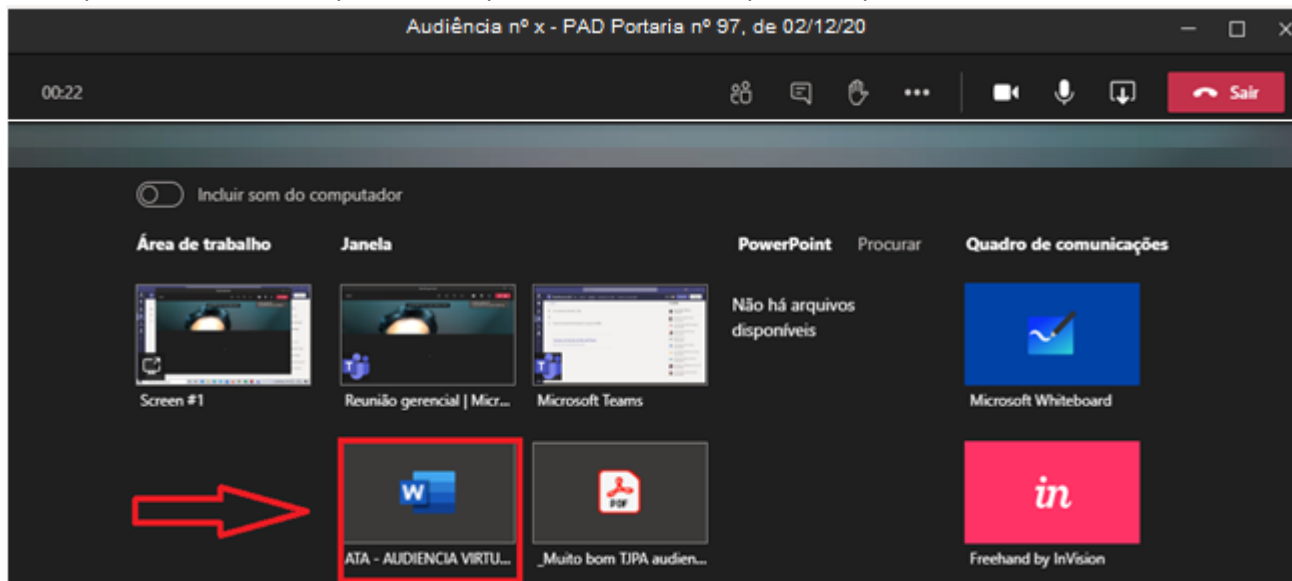 Audiência nº x - PAD Portaria nº 97, de 02/12/20
00:22
Sair
Incluir som do computador
Área de trabalho
Janela
PowerPoint
Procurar
Quadro de comunicações
Não há arquivos
disponíveis
Screen #1
Reunião gerencial | Micr...
Microsoft Teams
Microsoft Whiteboard
W
PDF
in
ATA - AUDIENCIA VIRTU...
_Muito bom TJPA audien...
Freehand by InVision